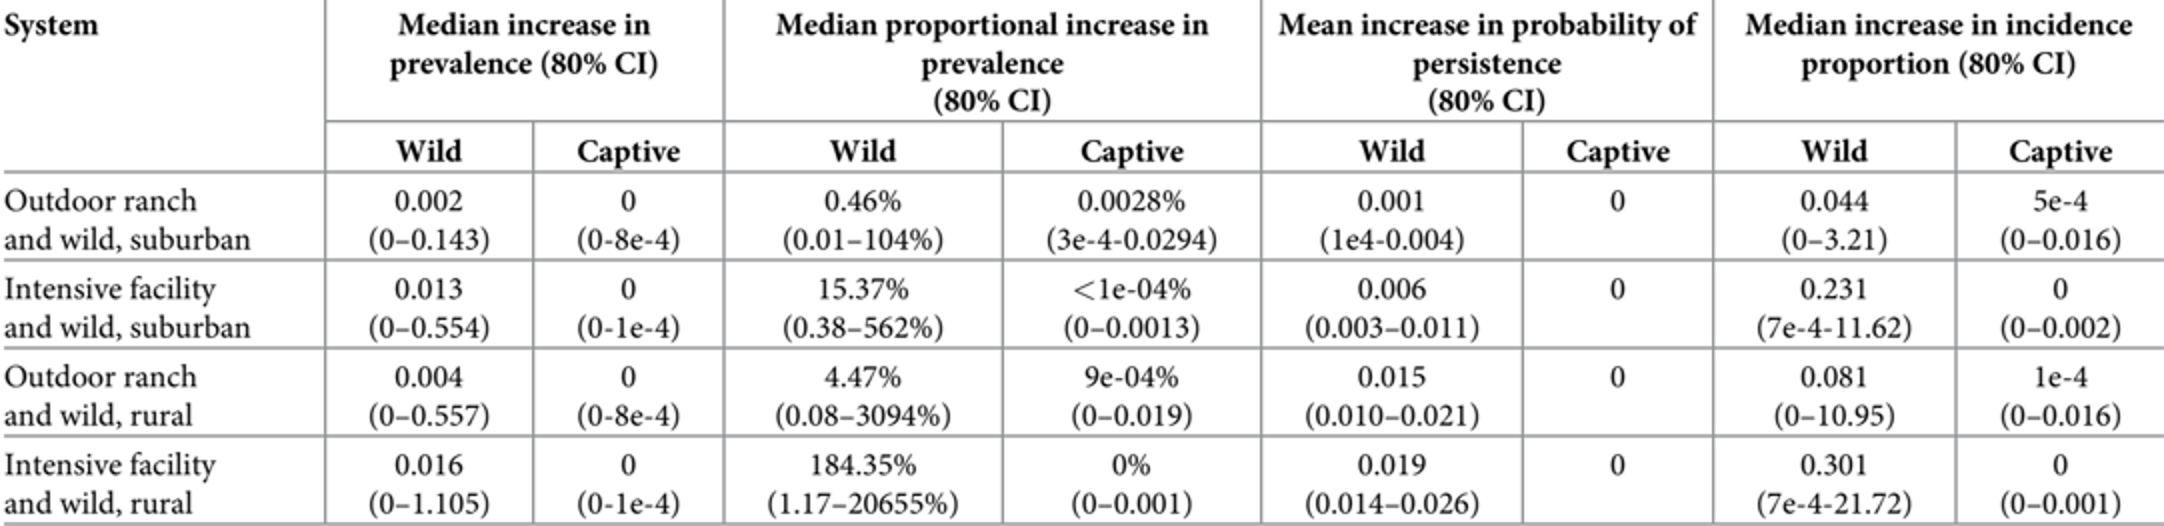 System Median increase in Median proportional increase in Mean increase in probability of Median increase in incidence
prevalence (80% CI) prevalence persistence proportion (80% CI)
(80% CI) (80% CI)
Wild Captive Wild Captive Wild Captive Wild Captive
Outdoor ranch 0.002 0 0.46% 0.0028% 0.001 0 0.044 5e-4
and wild, suburban (0–0.143) (0-8e-4) (0.01–104%) (3e-4-0.0294) (1e4-0.004) (0–3.21) (0–0.016)
Intensive facility 0.013 0 15.37% <1e-04% 0.006 0 0.231 0
and wild, suburban (0–0.554) (0-1e-4) (0.38–562%) (0–0.0013) (0.003–0.011) (7e-4-11.62) (0–0.002)
Outdoor ranch 0.004 0 4.47% 9e-04% 0.015 0 0.081 1e-4
and wild, rural (0–0.557) (0-8e-4) (0.08–3094%) (0–0.019) (0.010–0.021) (0–10.95) (0–0.016)
Intensive facility 0.016 0 184.35% 0% 0.019 0 0.301 0
and wild, rural (0–1.105) (0-1e-4) (1.17–20655%) (0–0.001) (0.014–0.026) (7e-4-21.72) (0–0.001)